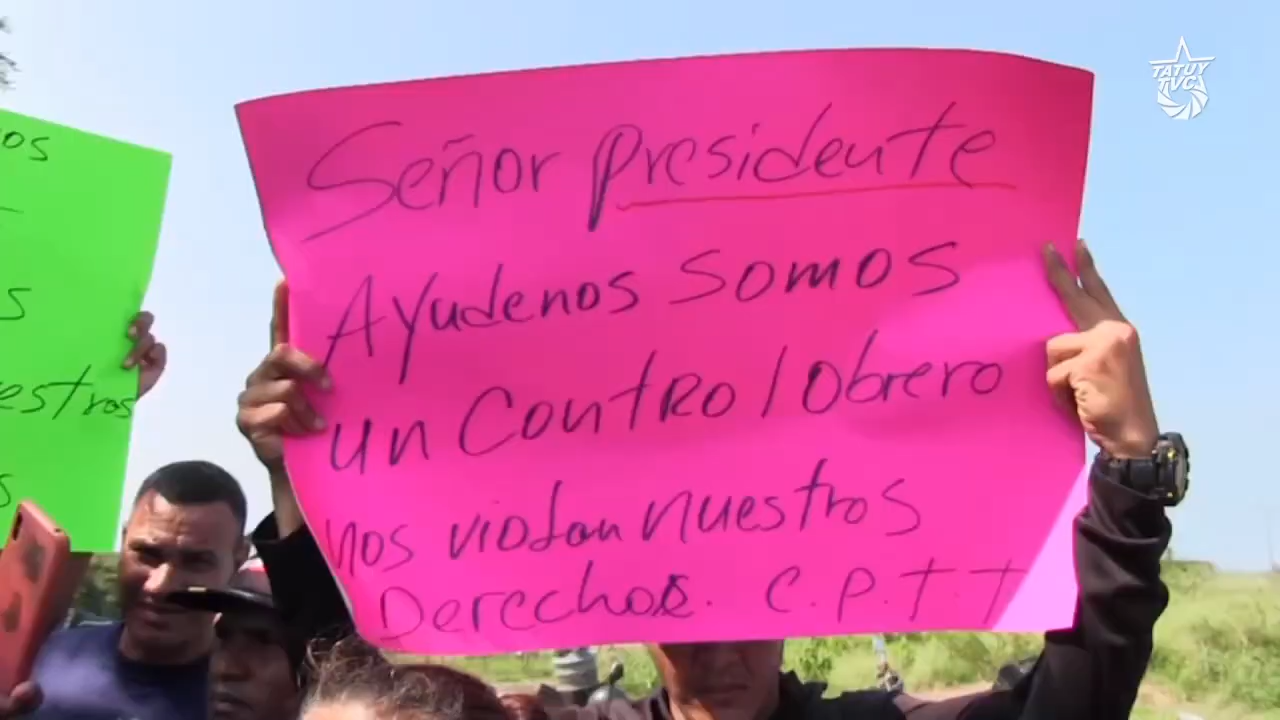 TATUY
TVC
os
s
estros
s
Señor presidente
Ayudenos somos
un Control Obrero
nos violan nuestros
Derechos. C.P.T.T